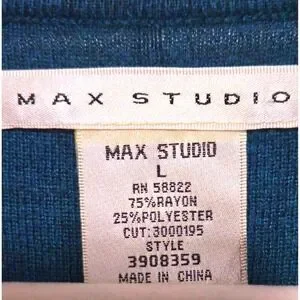 MAX STUDIO
MAX STUDIO
L
RN 58822
75%RAYON
25%POLYESTER
CUT:3000195
STYLE
3908359
MADE IN CHINA